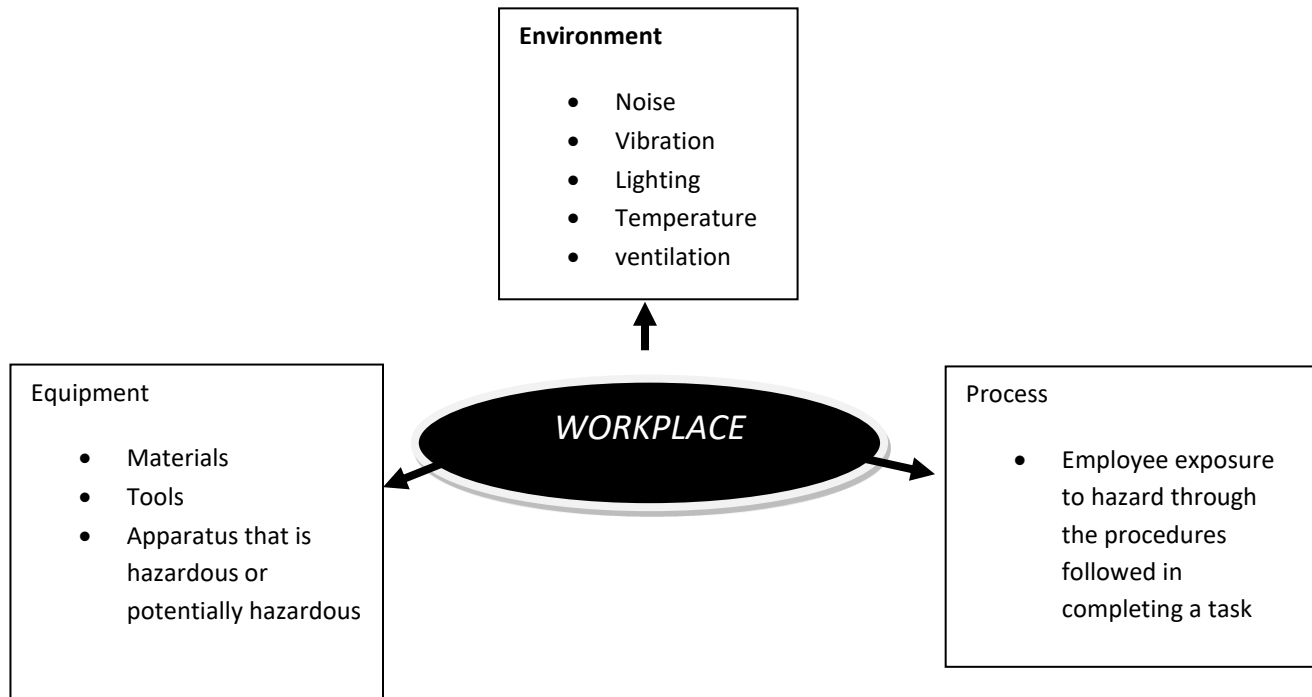 Environment
• Noise
• Vibration
• Lighting
• Temperature
• ventilation
WORKPLACE
Equipment
• Materials
• Tools
• Apparatus that is
hazardous or
potentially hazardous
Process
• Employee exposure
to hazard through
the procedures
followed in
completing a task